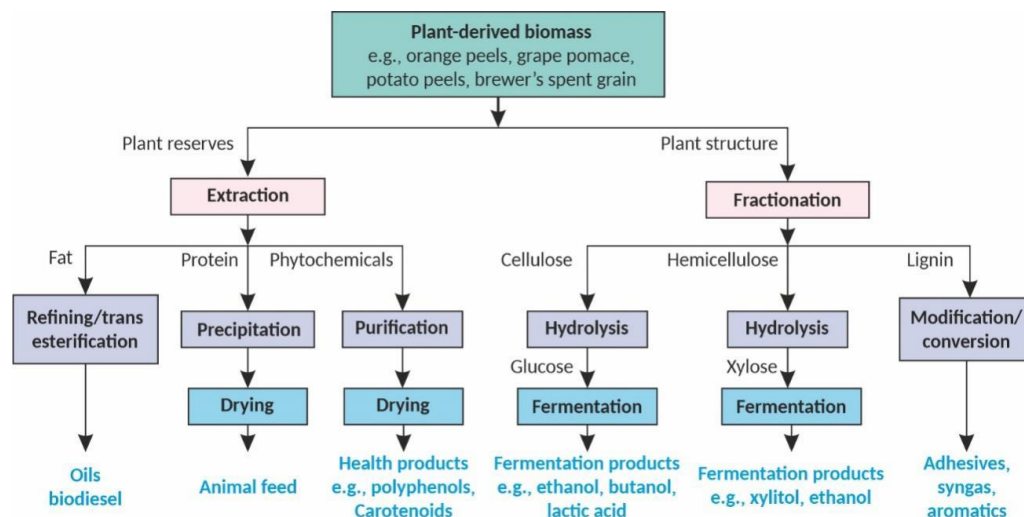 Plant-derived biomass
e.g., orange peels, grape pomace,
potato peels, brewer's spent grain
Plant reserves
Plant structure
Extraction
Fractionation
Fat
Protein
Phytochemicals
Cellulose
Hemicellulose
Lignin
Refining/trans
esterification
Precipitation
Purification
Hydrolysis
Hydrolysis
Modification/
conversion
Glucose
Xylose
Drying
Drying
Fermentation
Fermentation
Oils
biodiesel
Animal feed
Health products
e.g., polyphenols,
Carotenoids
Fermentation products
e.g., ethanol, butanol,
lactic acid
Fermentation products
e.g., xylitol, ethanol
Adhesives,
syngas,
aromatics